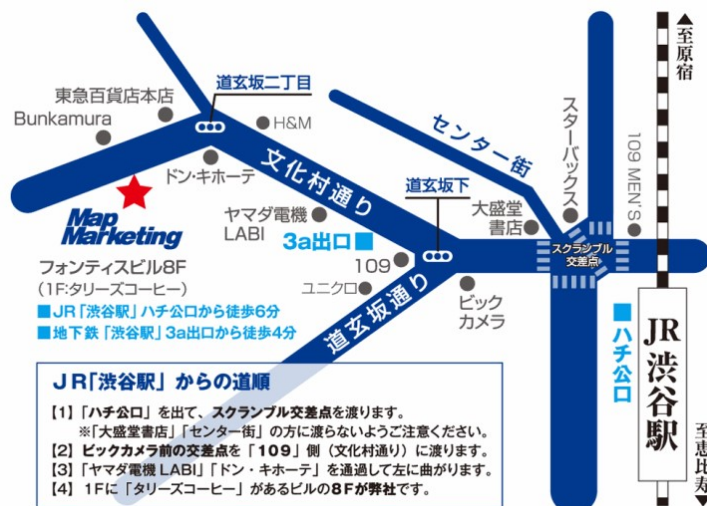 ▲至原宿
道玄坂二丁目
東急百貨店本店
Bunkamura
H&M
ドン・キホーテ
文化村通り
センター街
スターバックス
109 MEN'S
道玄坂下
大盛堂
書店
ヤマダ電機
LABI
3a出口
スクランブル
交差点
Map
Marketing
フォンティスビル8F
(1F:タリーズコーヒー)
■JR「渋谷駅」ハチ公口から徒歩6分
■地下鉄「渋谷駅」3a出口から徒歩4分
109
ユニクロ
道玄坂通り
ビック
カメラ
■ハチ公口
JR渋谷駅
至恵比寿▼
JR「渋谷駅」からの道順
【1】「ハチ公口」を出て、スクランブル交差点を渡ります。
※「大盛堂書店」「センター街」の方に渡らないようご注意ください。
【2】ビックカメラ前の交差点を「109」側（文化村通り）に渡ります。
【3】「ヤマダ電機 LABI」「ドン・キホーテ」を通過して左に曲がります。
【4】1Fに「タリーズコーヒー」があるビルの8Fが弊社です。